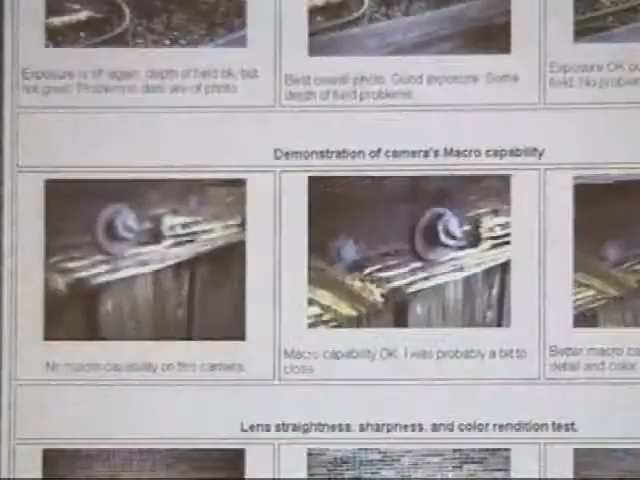 Exposure is off again, depth of field ok, but
not great. Problem in dark are of photo
Best overall photo. Good exposure. Some
depth of field problems.
Exposure OK
field. No
Demonstration of camera's Macro capability
No macro capability on this camera.
Macro capability OK. I was probably a bit to
close
Better macro
detail and color
Lens straightness, sharpness, and color rendition test.